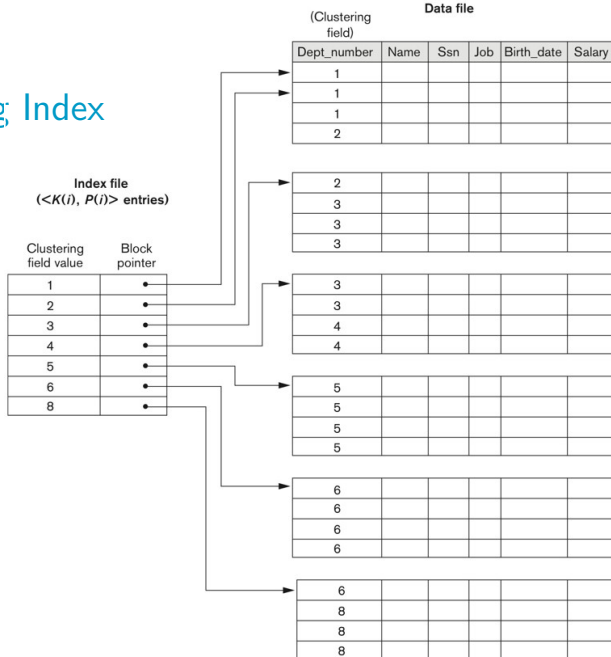 g Index
Data file
(Clustering
field)
Dept_number Name Ssn Job Birth_date Salary
1
1
1
2
2
3
3
3
3
3
4
4
5
5
5
5
6
6
6
6
6
8
8
8
Index file
(<K(i), P(i)> entries)
Clustering
field value
Block
pointer
1
2
3
4
5
6
8